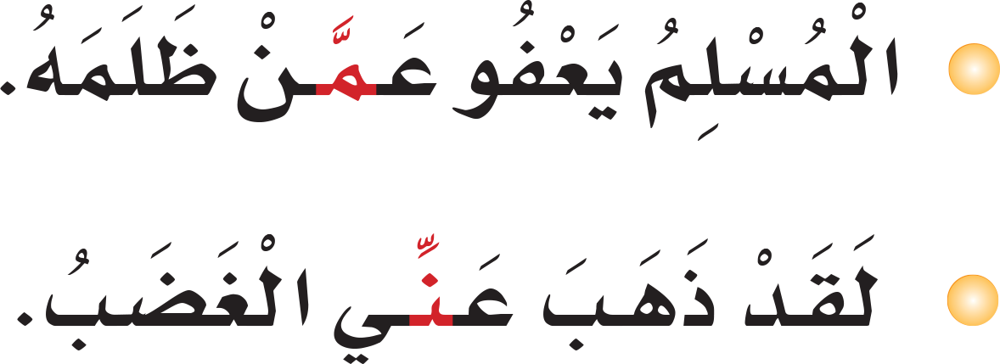 الْمُسْلِمُ يَعْفُو عَمَّنْ ظَلَمَهُ.
لَقَدْ ذَهَبَ عَنِّي الْغَضَبُ.